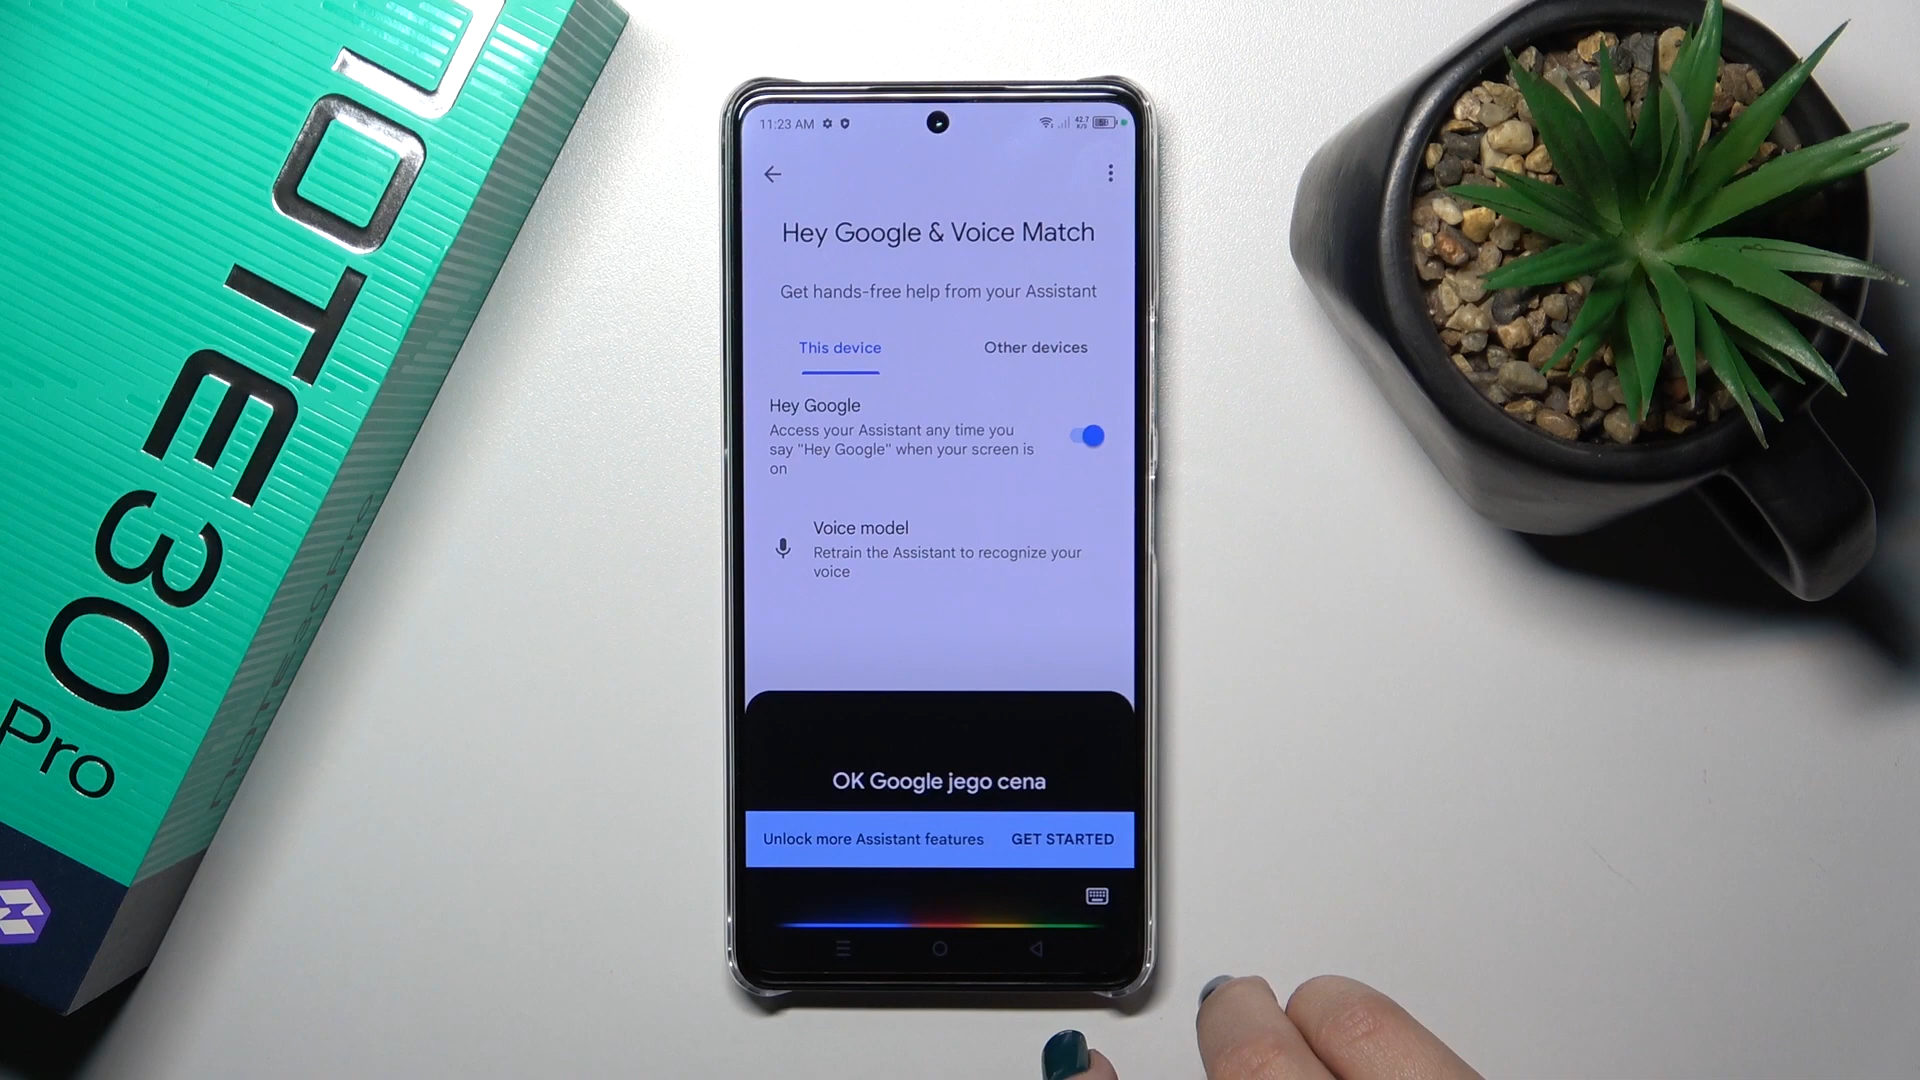 NOTE 30
Pro
11:23 AM
42.7
K/S
Hey Google & Voice Match
Get hands-free help from your Assistant
This device
Other devices
Hey Google
Access your Assistant any time you
say "Hey Google" when your screen is
on
Voice model
Retrain the Assistant to recognize your
voice
OK Google jego cena
Unlock more Assistant features
GET STARTED